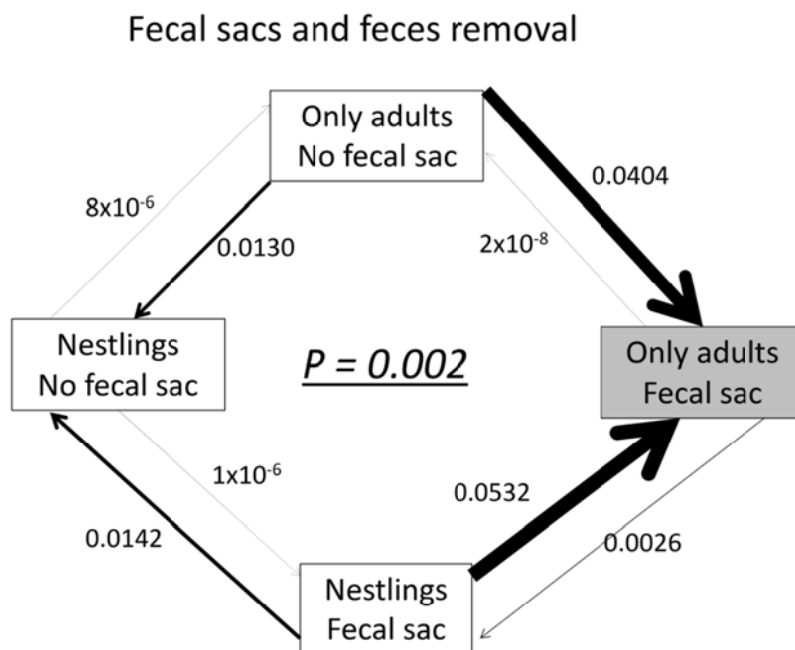 Fecal sacs and feces removal
Only adults
No fecal sac
0.0404
8x10⁻⁶
0.0130
2x10⁻⁸
Nestlings
No fecal sac
P = 0.002
Only adults
Fecal sac
1x10⁻⁶
0.0532
0.0142
0.0026
Nestlings
Fecal sac